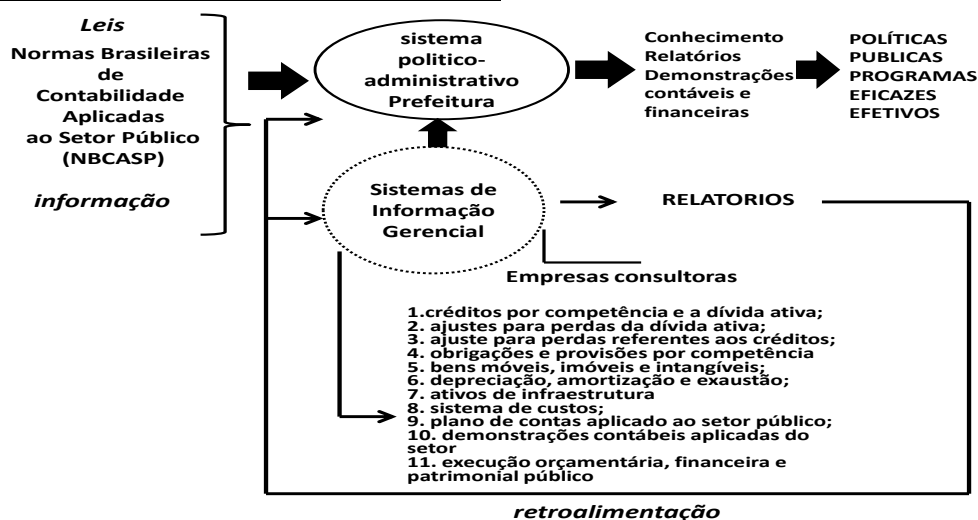 Leis
Normas Brasileiras
de
Contabilidade
Aplicadas
ao Setor Público
(NBCASP)
informação
sistema
politico-
administrativo
Prefeitura
Conhecimento
Relatórios
Demonstrações
contáveis e
financeiras
POLÍTICAS
PUBLICAS
PROGRAMAS
EFICAZES
EFETIVOS
Sistemas de
Informação
Gerencial
RELATORIOS
Empresas consultoras
1.créditos por competência e a dívida ativa;
2. ajustes para perdas da dívida ativa;
3. ajuste para perdas referentes aos créditos;
4. obrigações e provisões por competência
5. bens móveis, imóveis e intangíveis;
6. depreciação, amortização e exaustão;
7. ativos de infraestrutura
8. sistema de custos;
9. plano de contas aplicado ao setor público;
10. demonstrações contábeis aplicadas do
setor
11. execução orçamentária, financeira e
patrimonial público
retroalimentação